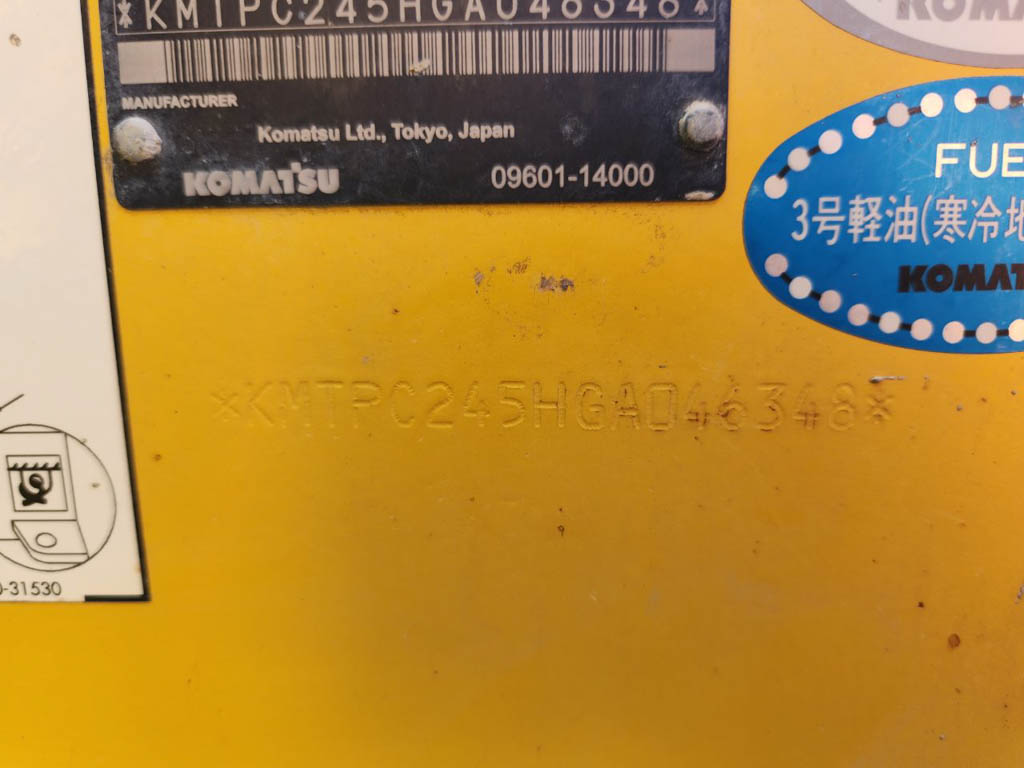 *KMTPC245HGA046348*
MANUFACTURER
Komatsu Ltd., Tokyo, Japan
KOMATSU 09601-14000
KOMA
FUE
3号軽油(寒冷地
KOMAT
*KMTPC245HGA046348*
-31530